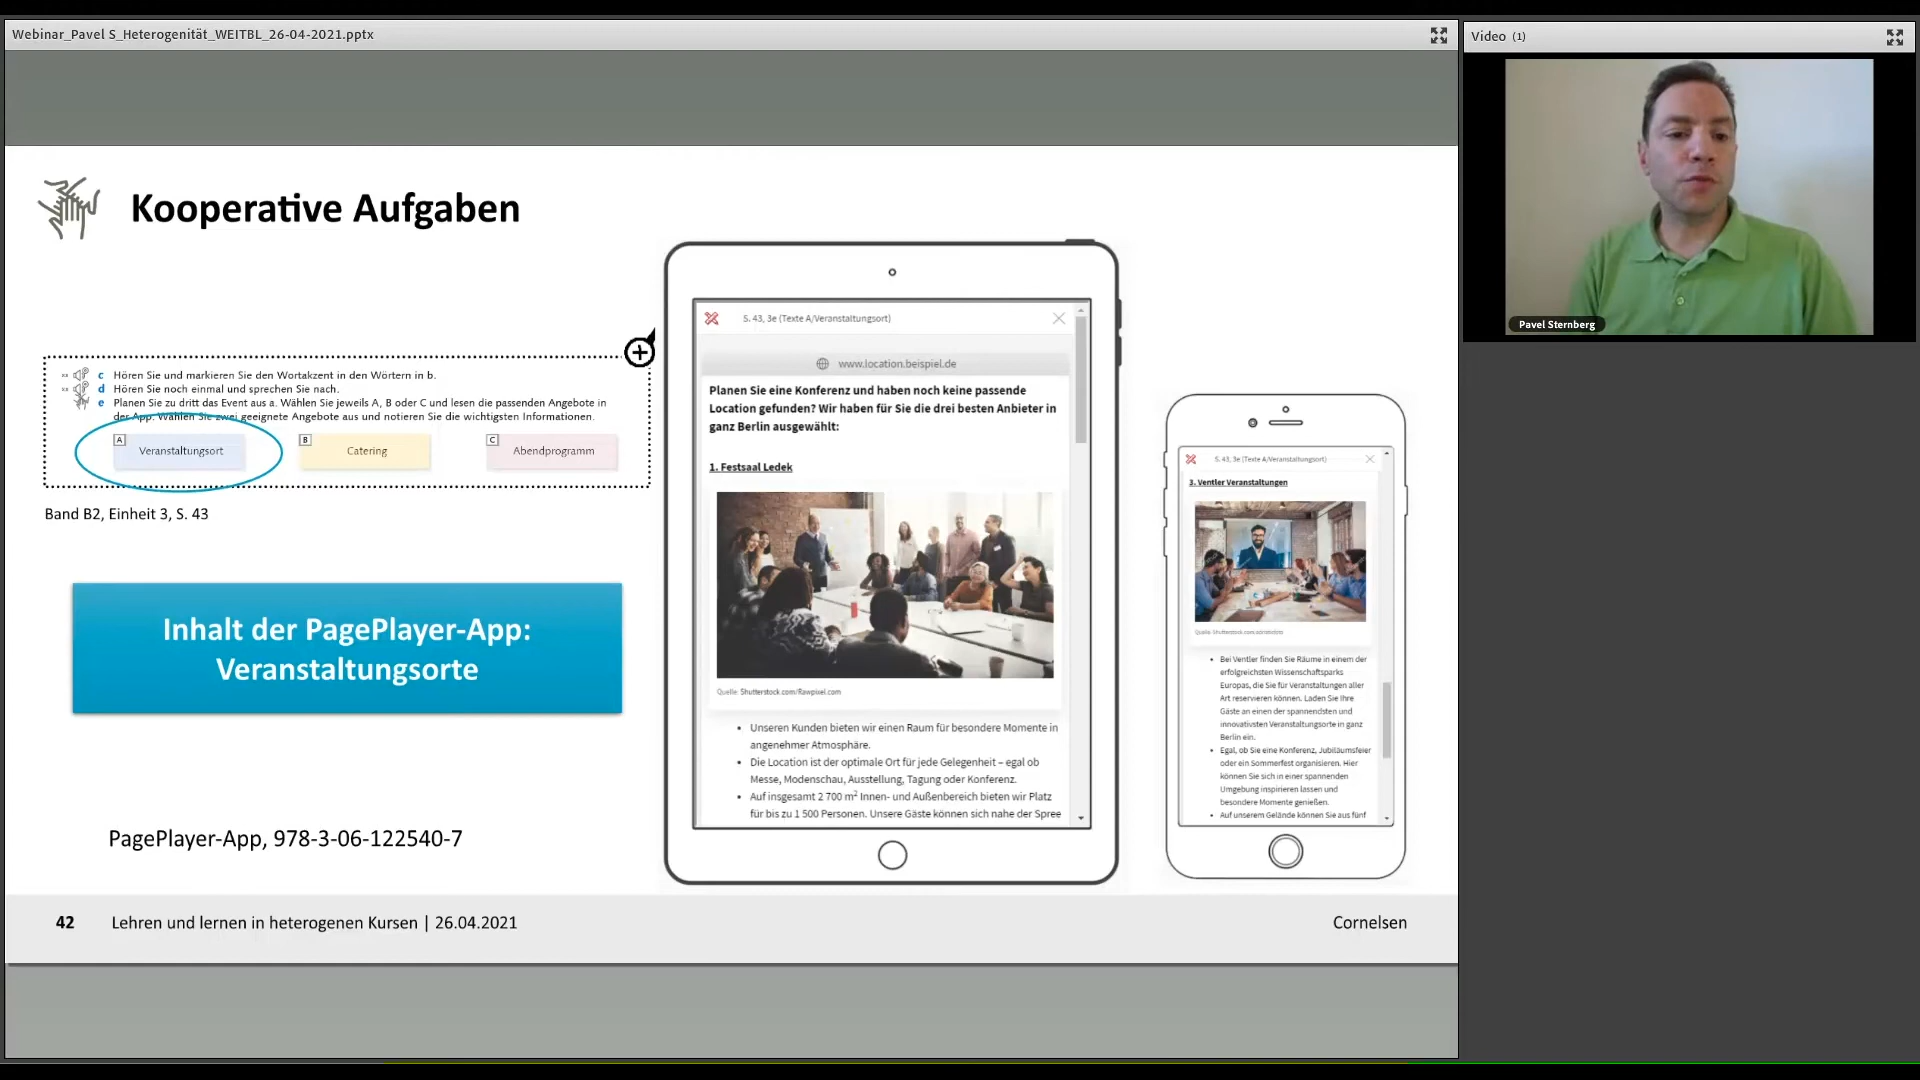 Webinar_Pavel S_Heterogenität_WEITBL_26-04-2021.pptx
Video (1)
Pavel Sternberg
Kooperative Aufgaben
c Hören Sie und markieren Sie den Wortakzent in den Wörtern in b.
d Hören Sie noch einmal und sprechen Sie nach.
e Planen Sie zu dritt das Event aus a. Wählen Sie jeweils A, B oder C und lesen die passenden Angebote in
der App. Wählen Sie zwei geeignete Angebote aus und notieren Sie die wichtigsten Informationen.
A Veranstaltungsort
B Catering
C Abendprogramm
Band B2, Einheit 3, S. 43
Inhalt der PagePlayer-App:
Veranstaltungsorte
PagePlayer-App, 978-3-06-122540-7
S. 43, 3e (Texte A/Veranstaltungsort)
www.location.beispiel.de
Planen Sie eine Konferenz und haben noch keine passende
Location gefunden? Wir haben für Sie die drei besten Anbieter in
ganz Berlin ausgewählt:
1. Festsaal Ledek
Quelle: Shutterstock.com/Rawpixel.com
• Unseren Kunden bieten wir einen Raum für besondere Momente in
angenehmer Atmosphäre.
• Die Location ist der optimale Ort für jede Gelegenheit – egal ob
Messe, Modenschau, Ausstellung, Tagung oder Konferenz.
• Auf insgesamt 2 700 m² Innen- und Außenbereich bieten wir Platz
für bis zu 1 500 Personen. Unsere Gäste können sich nahe der Spree
S. 43, 3e (Texte A/Veranstaltungsort)
3. Ventler Veranstaltungen
• Bei Ventler finden Sie Räume in einem der
erfolgreichsten Wissenschaftsparks
Europas, die Sie für Veranstaltungen aller
Art reservieren können. Laden Sie Ihre
Gäste an einen der spannendsten und
innovativsten Veranstaltungsorte in ganz
Berlin ein.
• Egal, ob Sie eine Konferenz, Jubiläumsfeier
oder ein Sommerfest organisieren. Hier
können Sie sich in einer spannenden
Umgebung inspirieren lassen und
besondere Momente genießen.
• Auf unserem Gelände können Sie aus fünf
42 Lehren und lernen in heterogenen Kursen | 26.04.2021
Cornelsen